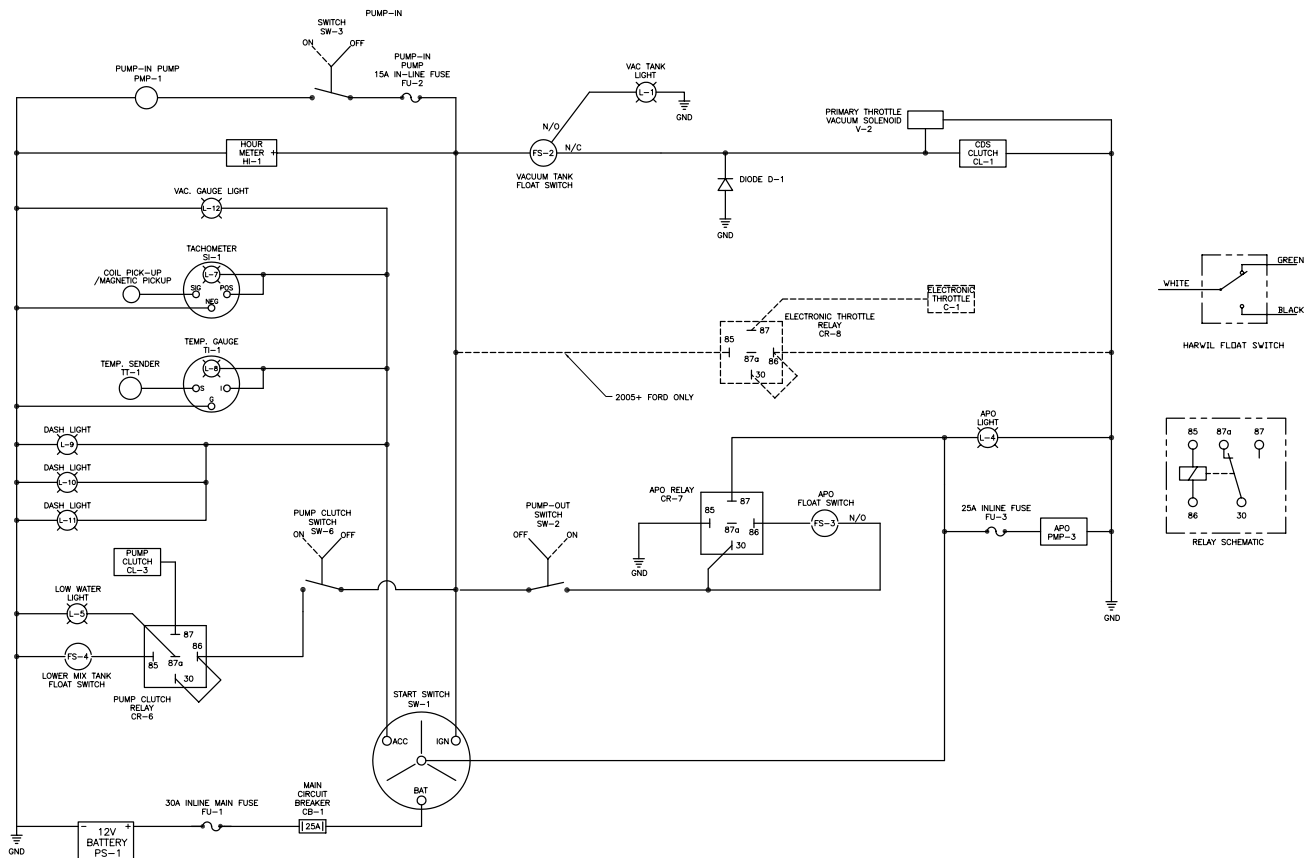 PUMP-IN
SWITCH
SW-3
ON
OFF
PUMP-IN PUMP
PMP-1
PUMP-IN
PUMP
15A IN-LINE FUSE
FU-2
VAC TANK
LIGHT
L-1
GND
PRIMARY THROTTLE
VACUUM SOLENOID
V-2
N/O
N/C
FS-2
VACUUM TANK
FLOAT SWITCH
CDS
CLUTCH
CL-1
HOUR
METER +
HI-1
DIODE D-1
GND
VAC. GAUGE LIGHT
L-12
TACHOMETER
SI-1
L-7
SIG
POS
NEG
COIL PICK-UP
/MAGNETIC PICKUP
GREEN
WHITE
BLACK
HARWIL FLOAT SWITCH
ELECTRONIC
THROTTLE
C-1
ELECTRONIC THROTTLE
RELAY
CR-8
87
85
87a
86
30
TEMP. GAUGE
TI-1
L-8
S
I
G
TEMP. SENDER
TT-1
2005+ FORD ONLY
DASH LIGHT
L-9
DASH LIGHT
L-10
DASH LIGHT
L-11
APO
LIGHT
L-4
85
87a
87
86
30
RELAY SCHEMATIC
APO RELAY
CR-7
87
85
87a
86
30
GND
APO
FLOAT SWITCH
FS-3
N/O
25A INLINE FUSE
FU-3
APO
PMP-3
GND
PUMP CLUTCH
SWITCH
SW-6
ON
OFF
PUMP-OUT
SWITCH
SW-2
OFF
ON
PUMP
CLUTCH
CL-3
LOW WATER
LIGHT
L-5
FS-4
LOWER MIX TANK
FLOAT SWITCH
87
86
85
87a
30
PUMP CLUTCH
RELAY
CR-6
START SWITCH
SW-1
ACC
IGN
BAT
30A INLINE MAIN FUSE
FU-1
MAIN
CIRCUIT
BREAKER
CB-1
25A
GND
- +
12V
BATTERY
PS-1